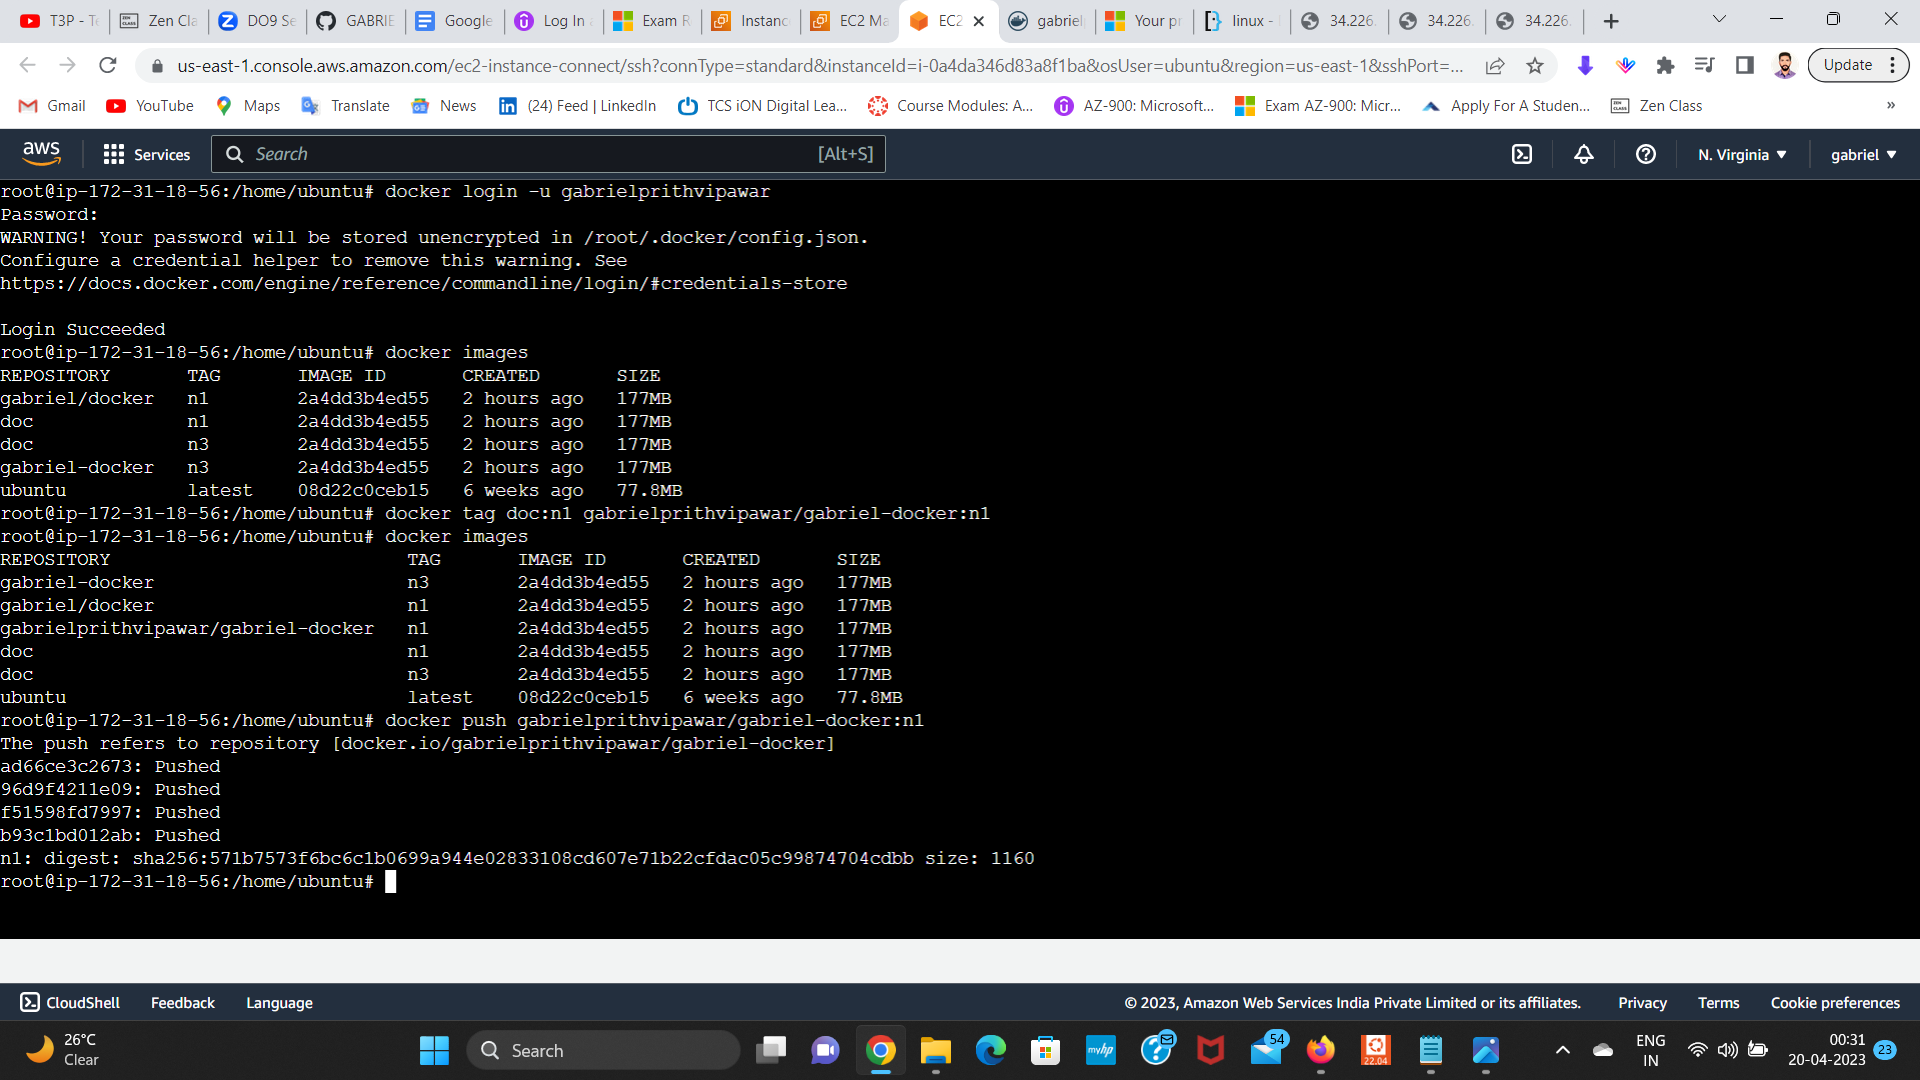 T3P - Te
Zen Cla
DO9 Se
GABRIE
Google
Log In
Exam R
Instanc
EC2 Ma
EC2
gabriel
Your pr
linux -
34.226.
34.226.
34.226.
us-east-1.console.aws.amazon.com/ec2-instance-connect/ssh?connType=standard&instanceId=i-0a4da346d83a8f1ba&osUser=ubuntu&region=us-east-1&sshPort=...
Update
Gmail
YouTube
Maps
Translate
News
(24) Feed | LinkedIn
TCS iON Digital Lea...
Course Modules: A...
AZ-900: Microsoft...
Exam AZ-900: Micr...
Apply For A Studen...
Zen Class
»
aws
Services
Search
[Alt+S]
N. Virginia
gabriel
root@ip-172-31-18-56:/home/ubuntu# docker login -u gabrielprithvipawar
Password:
WARNING! Your password will be stored unencrypted in /root/.docker/config.json.
Configure a credential helper to remove this warning. See
https://docs.docker.com/engine/reference/commandline/login/#credentials-store
Login Succeeded
root@ip-172-31-18-56:/home/ubuntu# docker images
REPOSITORY TAG IMAGE ID CREATED SIZE
gabriel/docker n1 2a4dd3b4ed55 2 hours ago 177MB
doc n1 2a4dd3b4ed55 2 hours ago 177MB
doc n3 2a4dd3b4ed55 2 hours ago 177MB
gabriel-docker n3 2a4dd3b4ed55 2 hours ago 177MB
ubuntu latest 08d22c0ceb15 6 weeks ago 77.8MB
root@ip-172-31-18-56:/home/ubuntu# docker tag doc:n1 gabrielprithvipawar/gabriel-docker:n1
root@ip-172-31-18-56:/home/ubuntu# docker images
REPOSITORY TAG IMAGE ID CREATED SIZE
gabriel-docker n3 2a4dd3b4ed55 2 hours ago 177MB
gabriel/docker n1 2a4dd3b4ed55 2 hours ago 177MB
gabrielprithvipawar/gabriel-docker n1 2a4dd3b4ed55 2 hours ago 177MB
doc n1 2a4dd3b4ed55 2 hours ago 177MB
doc n3 2a4dd3b4ed55 2 hours ago 177MB
ubuntu latest 08d22c0ceb15 6 weeks ago 77.8MB
root@ip-172-31-18-56:/home/ubuntu# docker push gabrielprithvipawar/gabriel-docker:n1
The push refers to repository [docker.io/gabrielprithvipawar/gabriel-docker]
ad66ce3c2673: Pushed
96d9f4211e09: Pushed
f51598fd7997: Pushed
b93c1bd012ab: Pushed
n1: digest: sha256:571b7573f6bc6c1b0699a944e02833108cd607e71b22cfdac05c99874704cdbb size: 1160
root@ip-172-31-18-56:/home/ubuntu#
CloudShell
Feedback
Language
© 2023, Amazon Web Services India Private Limited or its affiliates.
Privacy
Terms
Cookie preferences
26°C
Clear
Search
myhp
54
22.04
ENG
IN
00:31
20-04-2023
23